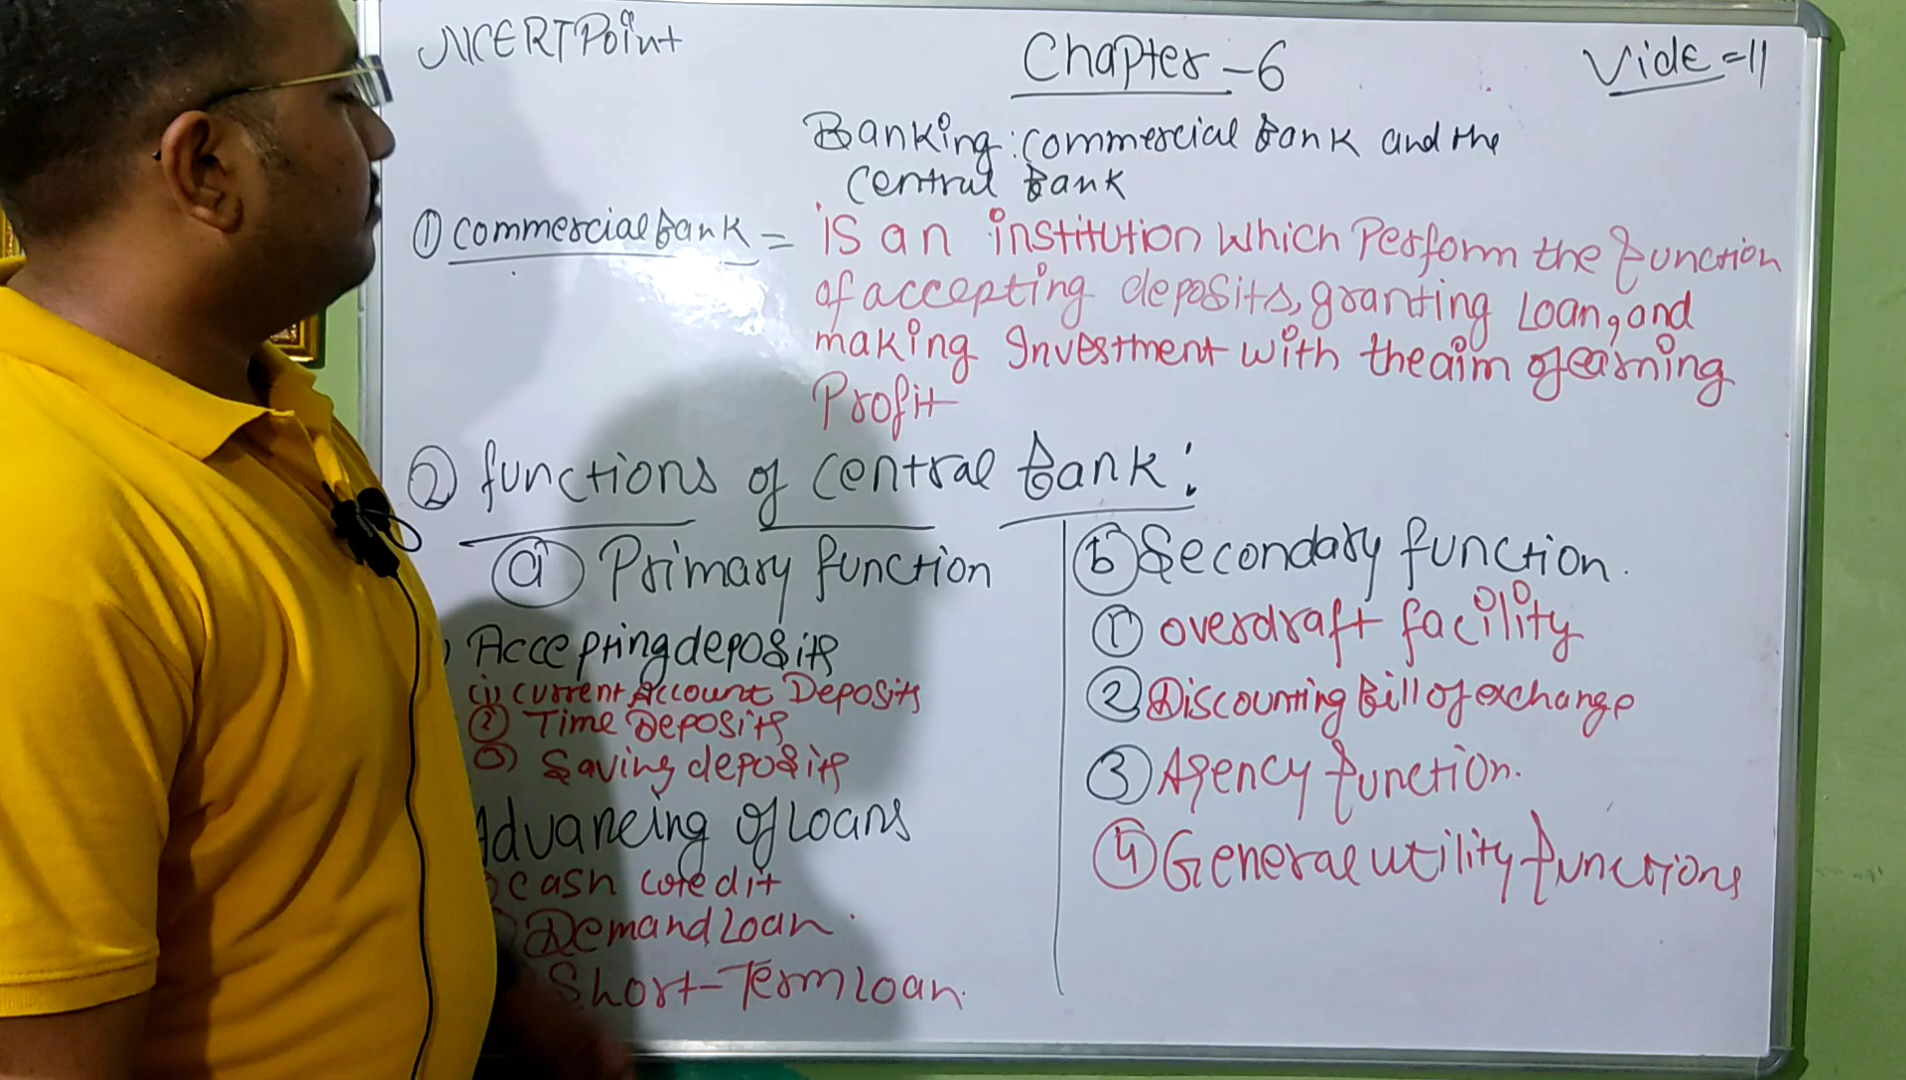 NCERT Point
Chapter-6
Vide=11
Banking: commercial Bank and the
Central Bank
① commercial Bank = is an institution which Perform the function
of accepting deposits, granting Loan, and
making Investment with the aim of earning
Profit
② functions of central Bank:
ⓐ Primary function
Accepting deposits
(1) current Account Deposits
② Time Deposits
③ Saving deposits
Advancing of Loans
cash credit
Demand Loan
Short-Term loan.
ⓑ Secondary function.
① overdraft facility
② Discounting Bill of exchange
③ Agency function.
④ General utility functions